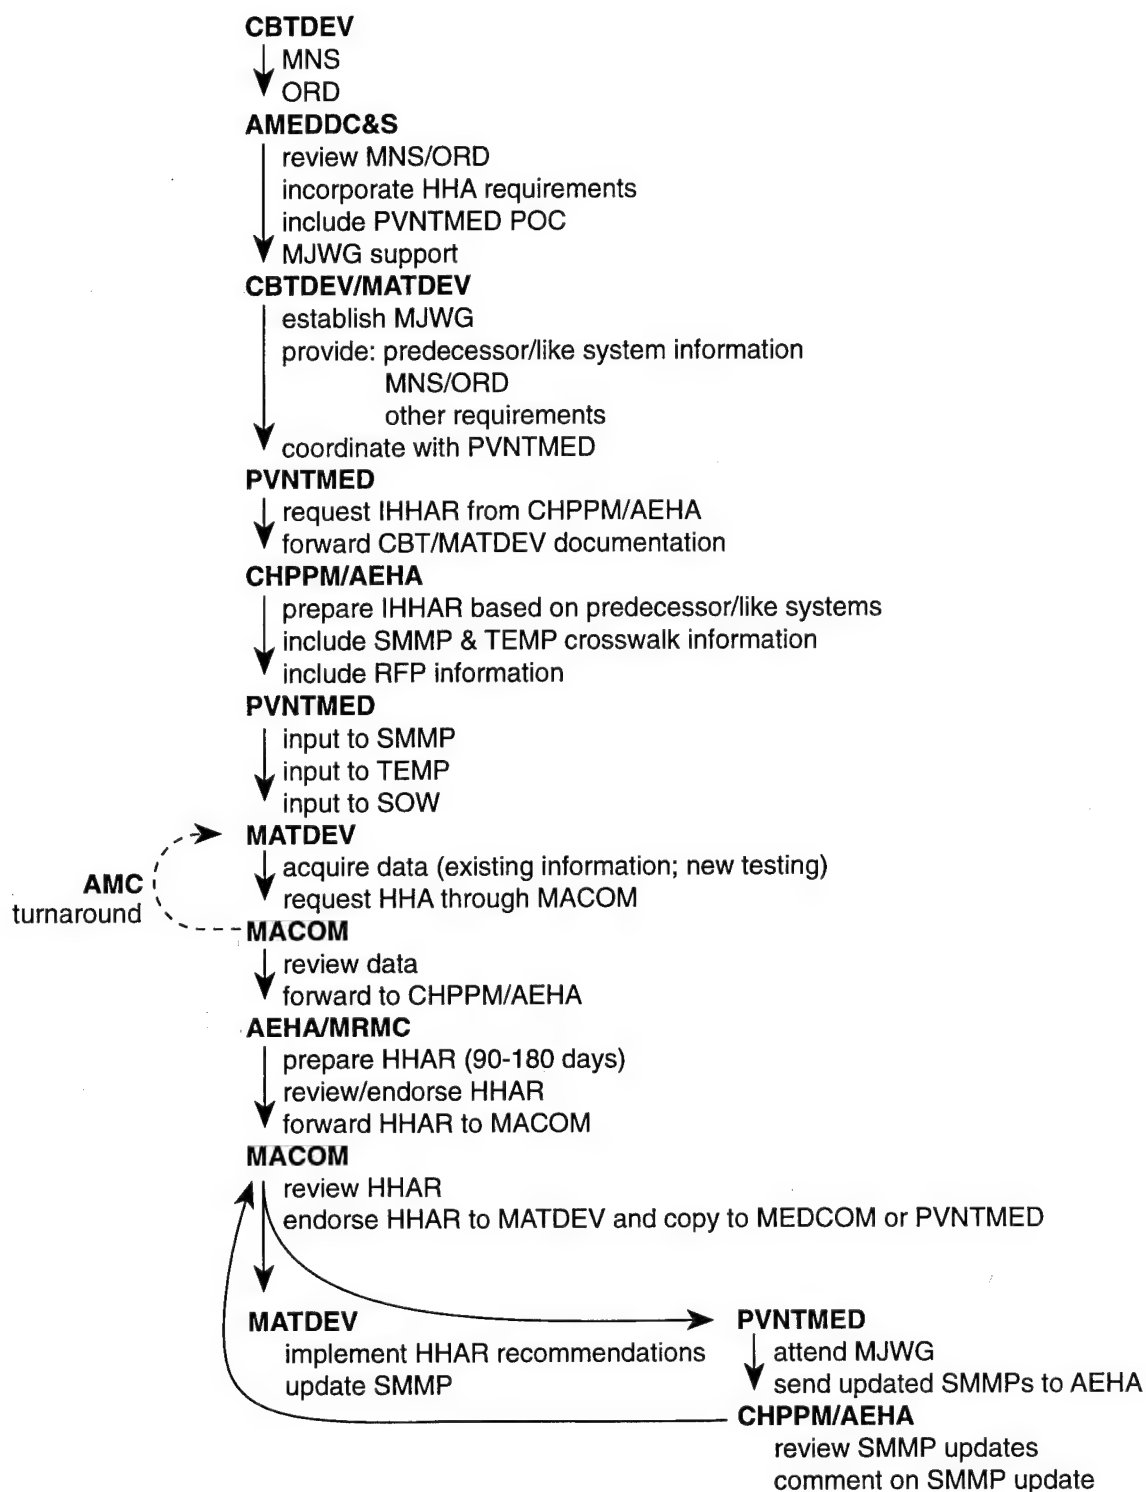 CBTDEV
MNS
ORD
AMEDDC&S
review MNS/ORD
incorporate HHA requirements
include PVNTMED POC
MJWG support
CBTDEV/MATDEV
establish MJWG
provide: predecessor/like system information
MNS/ORD
other requirements
coordinate with PVNTMED
PVNTMED
request IHHAR from CHPPM/AEHA
forward CBT/MATDEV documentation
CHPPM/AEHA
prepare IHHAR based on predecessor/like systems
include SMMP & TEMP crosswalk information
include RFP information
PVNTMED
input to SMMP
input to TEMP
input to SOW
MATDEV
acquire data (existing information; new testing)
request HHA through MACOM
AMC
turnaround
MACOM
review data
forward to CHPPM/AEHA
AEHA/MRMC
prepare HHAR (90-180 days)
review/endorse HHAR
forward HHAR to MACOM
MACOM
review HHAR
endorse HHAR to MATDEV and copy to MEDCOM or PVNTMED
MATDEV
implement HHAR recommendations
update SMMP
PVNTMED
attend MJWG
send updated SMMPs to AEHA
CHPPM/AEHA
review SMMP updates
comment on SMMP update